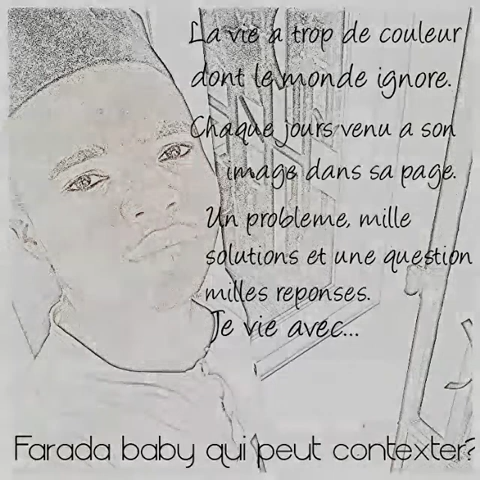 La vie a trop de couleur
dont le monde ignore.
Chaque jours venu a son
image dans sa page.
Un probleme, mille
solutions et une question
milles reponses.
Je vie avec...
Farada baby qui peut contexter?